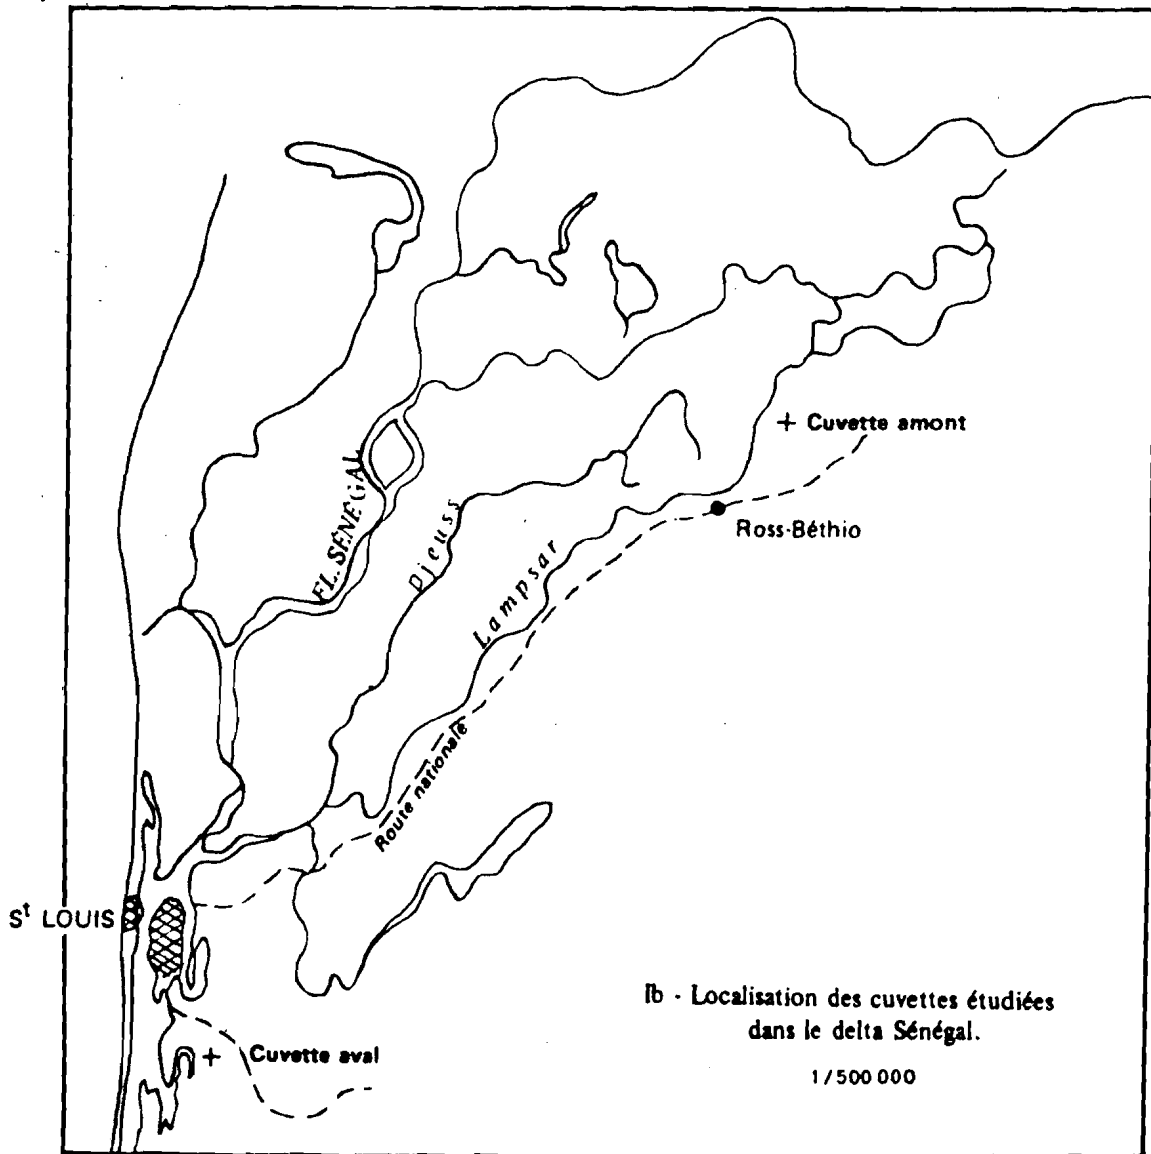 + Cuvette amont
Ross-Béthio
FL. SÉNÉGAL
Djeuss
Lampsar
Route nationale
St LOUIS
+ Cuvette aval
Ib - Localisation des cuvettes étudiées
dans le delta Sénégal.
1/500 000